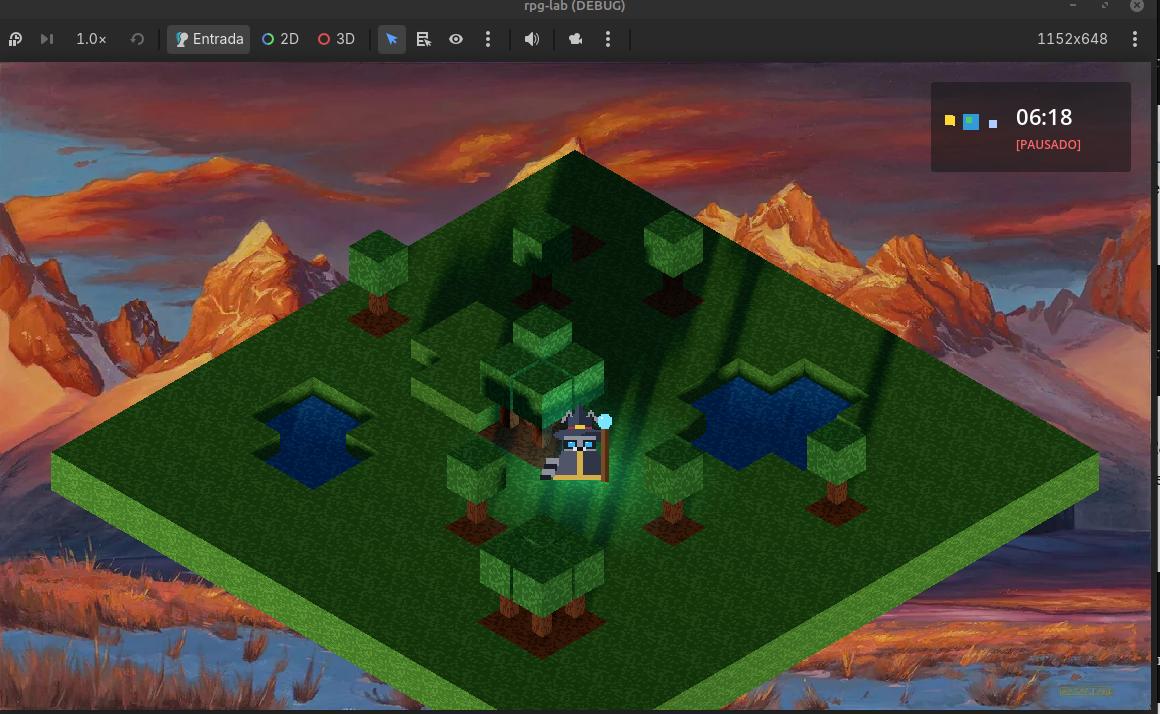 rpg-lab (DEBUG)
1.0×
Entrada
2D
3D
1152x648
06:18
[PAUSADO]